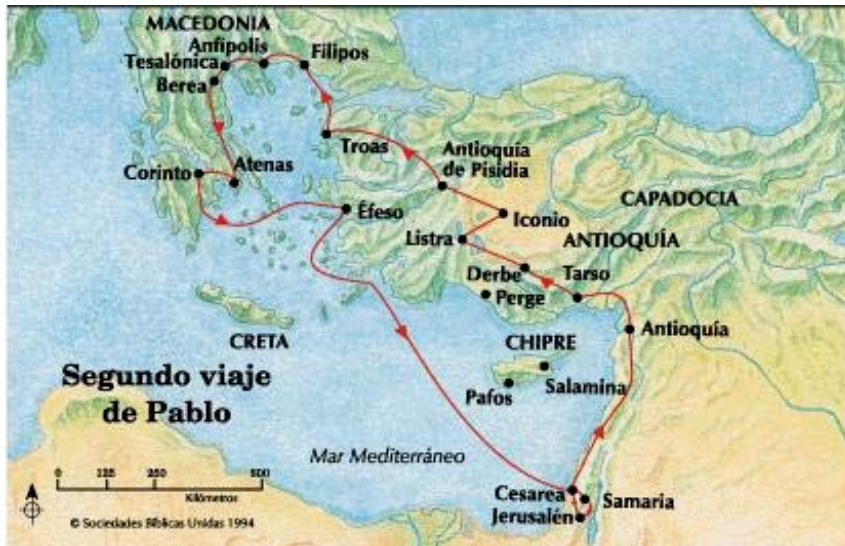 MACEDONIA
Anfípolis
Filipos
Tesalónica
Berea
Troas
Antioquía
de Pisidia
Corinto
Atenas
CAPADOCIA
Éfeso
Iconio
Listra
ANTIOQUÍA
Derbe
Tarso
Perge
Antioquía
CRETA
CHIPRE
Segundo viaje
de Pablo
Pafos
Salamina
Mar Mediterráneo
0 125 250 500
Kilómetros
Cesarea
Samaria
Jerusalén
© Sociedades Bíblicas Unidas 1994